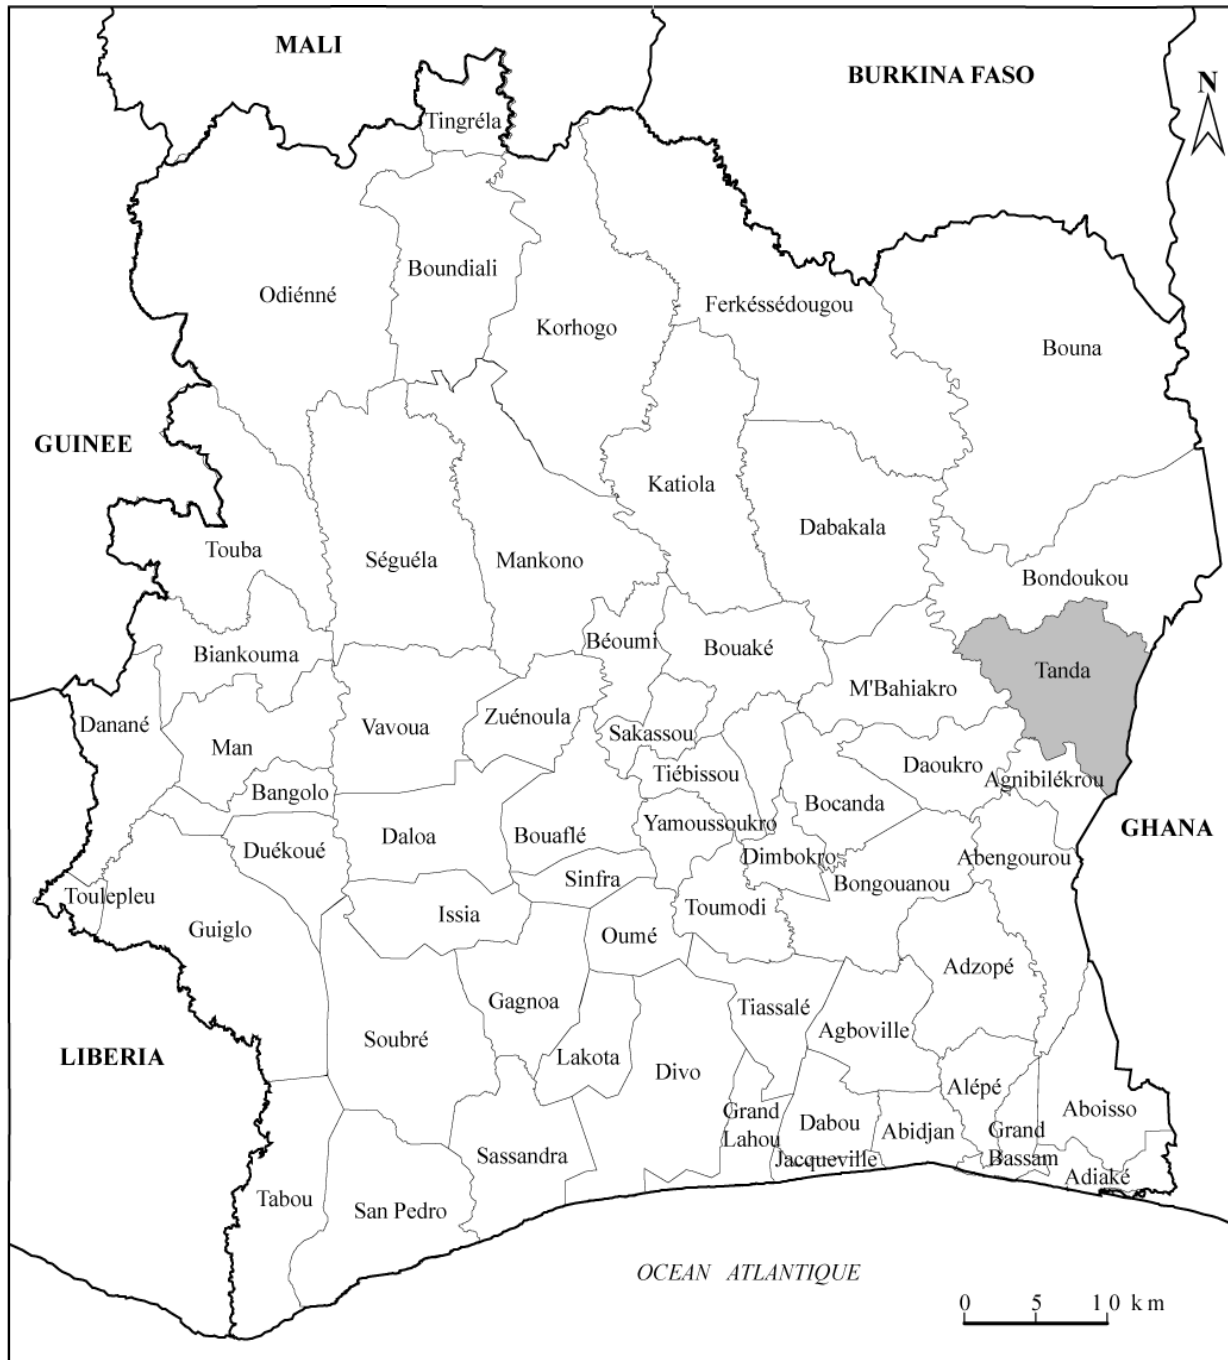 MALI
BURKINA FASO
N
Tingréla
Boundiali
Odiénné
Ferkéssédougou
Korhogo
Bouna
GUINEE
Katiola
Dabakala
Touba
Séguéla
Mankono
Bondoukou
Béoumi
Bouaké
Biankouma
Tanda
M'Bahiakro
Danané
Zuénoula
Vavoua
Man
Sakassou
Daoukro
Tiébissou
Agnibilékrou
Bangolo
Bocanda
Yamoussoukro
GHANA
Daloa
Bouaflé
Duékoué
Dimbokro
Abengourou
Sinfra
Bongouanou
Toulepleu
Toumodi
Issia
Guiglo
Oumé
Adzopé
Gagnoa
Tiassalé
Agboville
Soubré
LIBERIA
Lakota
Divo
Alépé
Grand
Lahou
Aboisso
Dabou
Abidjan
Grand
Bassam
Sassandra
Jacqueville
Adiaké
Tabou
San Pedro
OCEAN ATLANTIQUE
0 5 10 km